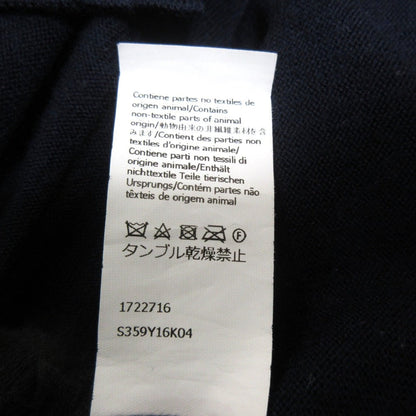 Contiene partes no textiles de
origen animal/Contains
non-textile parts of animal
origin/動物由来の非繊維素材を含
みます/Contient des parties non
textiles d'origine animale/
Contiene parti non tessili di
origine animale/Enthält
nichttextile Teile tierischen
Ursprungs/Contém partes não
têxteis de origem animal
F
タンブル乾燥禁止
1722716
S359Y16K04